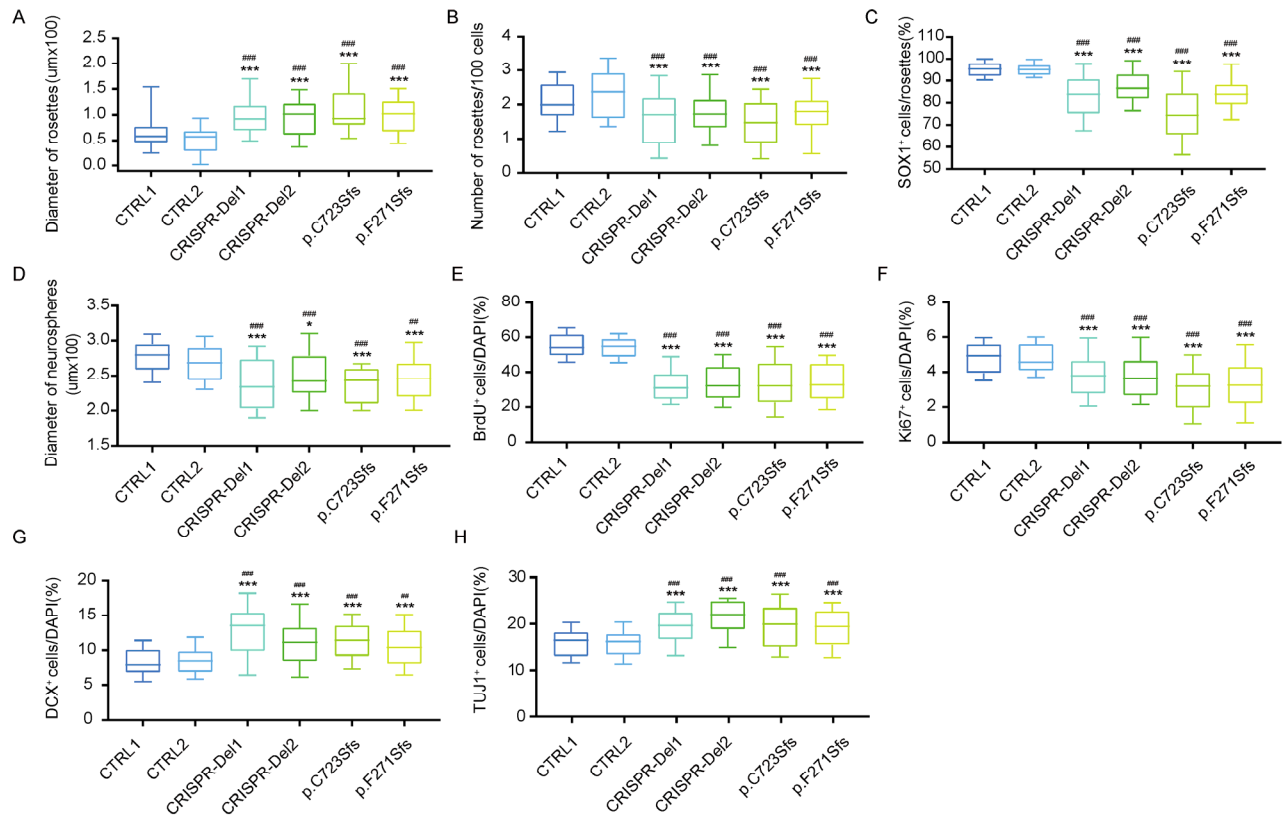 A
Diameter of rosettes(umx100)
2.5
2.0
1.5
1.0
0.5
0.0
###
***
###
***
###
***
###
***
CTRL1
CTRL2
CRISPR-Del1
CRISPR-Del2
p.C723Sfs
p.F271Sfs
B
Number of rosettes/100 cells
4
3
2
1
0
###
***
###
***
###
***
###
***
CTRL1
CTRL2
CRISPR-Del1
CRISPR-Del2
p.C723Sfs
p.F271Sfs
C
SOX1+ cells/rosettes(%)
110
100
90
80
70
60
50
###
***
###
***
###
***
###
***
CTRL1
CTRL2
CRISPR-Del1
CRISPR-Del2
p.C723Sfs
p.F271Sfs
D
Diameter of neurospheres
(umx100)
3.5
3.0
2.5
2.0
1.5
###
***
###
*
###
***
##
***
CTRL1
CTRL2
CRISPR-Del1
CRISPR-Del2
p.C723Sfs
p.F271Sfs
E
BrdU+ cells/DAPI(%)
80
60
40
20
0
###
***
###
***
###
***
###
***
CTRL1
CTRL2
CRISPR-Del1
CRISPR-Del2
p.C723Sfs
p.F271Sfs
F
Ki67+ cells/DAPI(%)
8
6
4
2
0
###
***
###
***
###
***
###
***
CTRL1
CTRL2
CRISPR-Del1
CRISPR-Del2
p.C723Sfs
p.F271Sfs
G
DCX+ cells/DAPI(%)
20
15
10
5
0
###
***
###
***
###
***
##
***
CTRL1
CTRL2
CRISPR-Del1
CRISPR-Del2
p.C723Sfs
p.F271Sfs
H
TUJ1+ cells/DAPI(%)
30
20
10
0
###
***
###
***
###
***
###
***
CTRL1
CTRL2
CRISPR-Del1
CRISPR-Del2
p.C723Sfs
p.F271Sfs